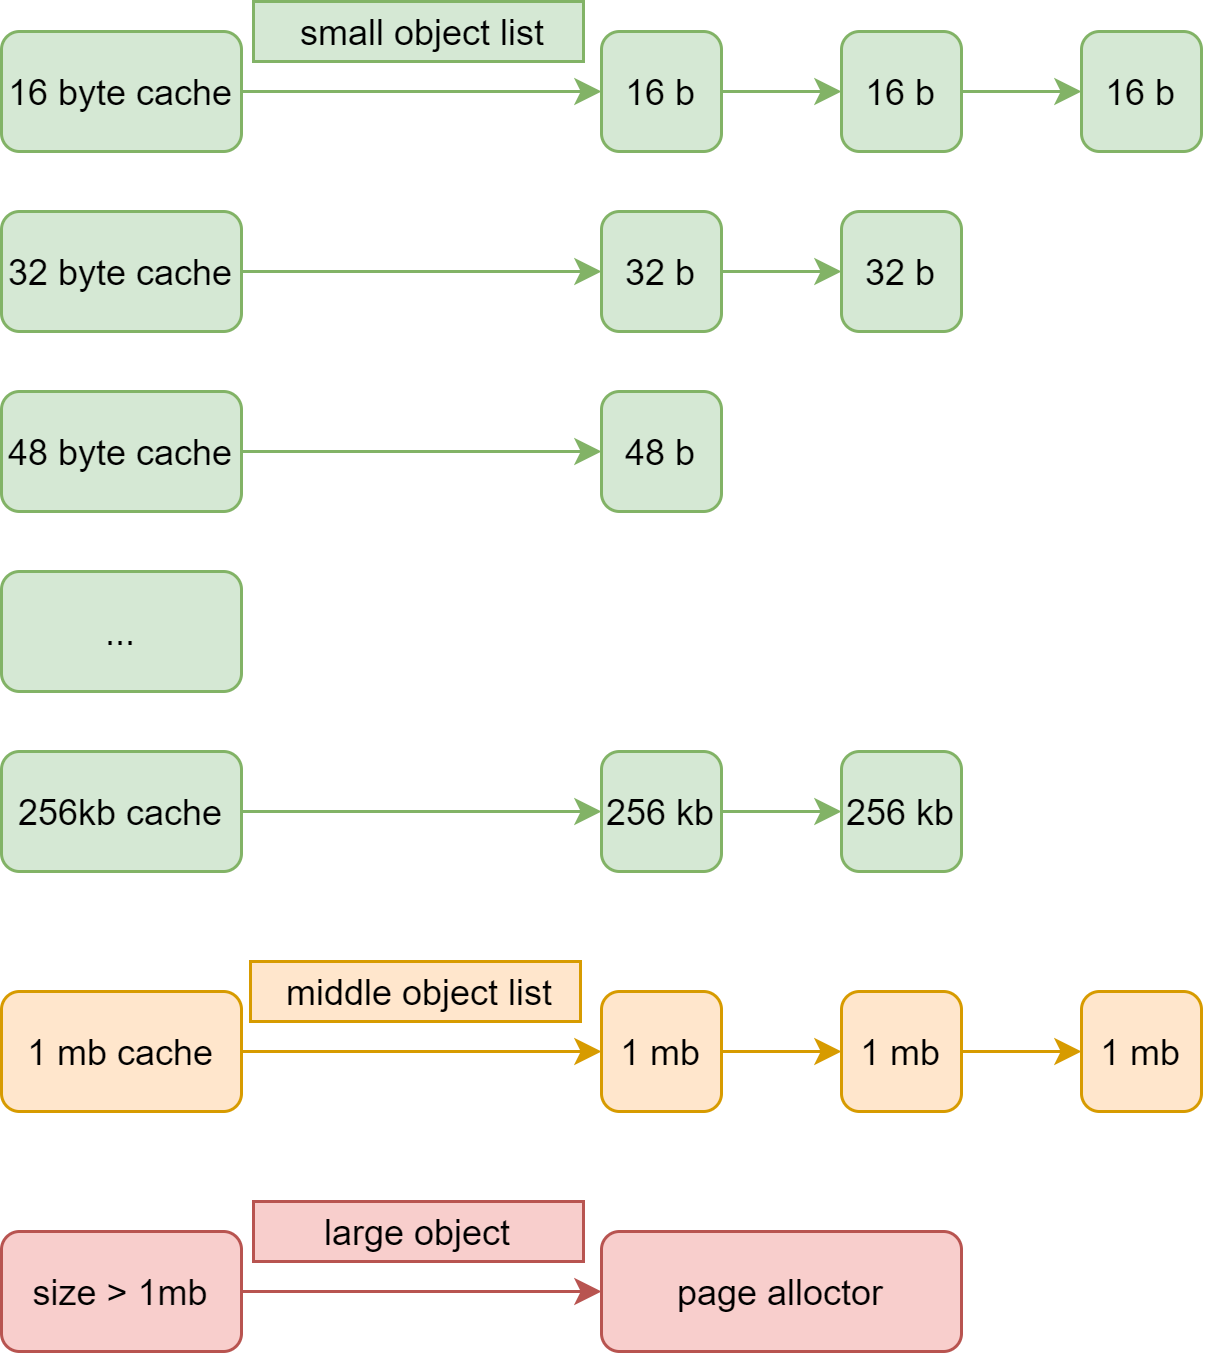 small object list
16 byte cache
16 b
16 b
16 b
32 byte cache
32 b
32 b
48 byte cache
48 b
...
256kb cache
256 kb
256 kb
middle object list
1 mb cache
1 mb
1 mb
1 mb
large object
size > 1mb
page alloctor